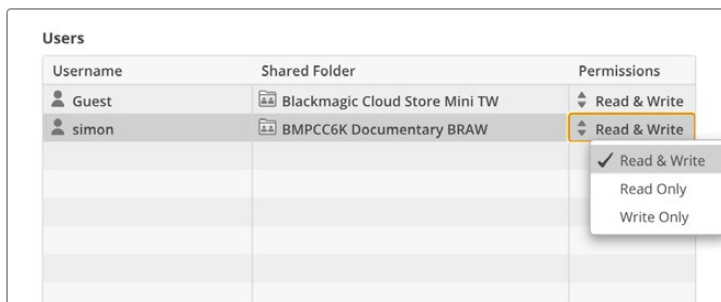 Users
Username Shared Folder Permissions
Guest Blackmagic Cloud Store Mini TW Read & Write
simon BMPCC6K Documentary BRAW Read & Write
Read & Write
Read Only
Write Only